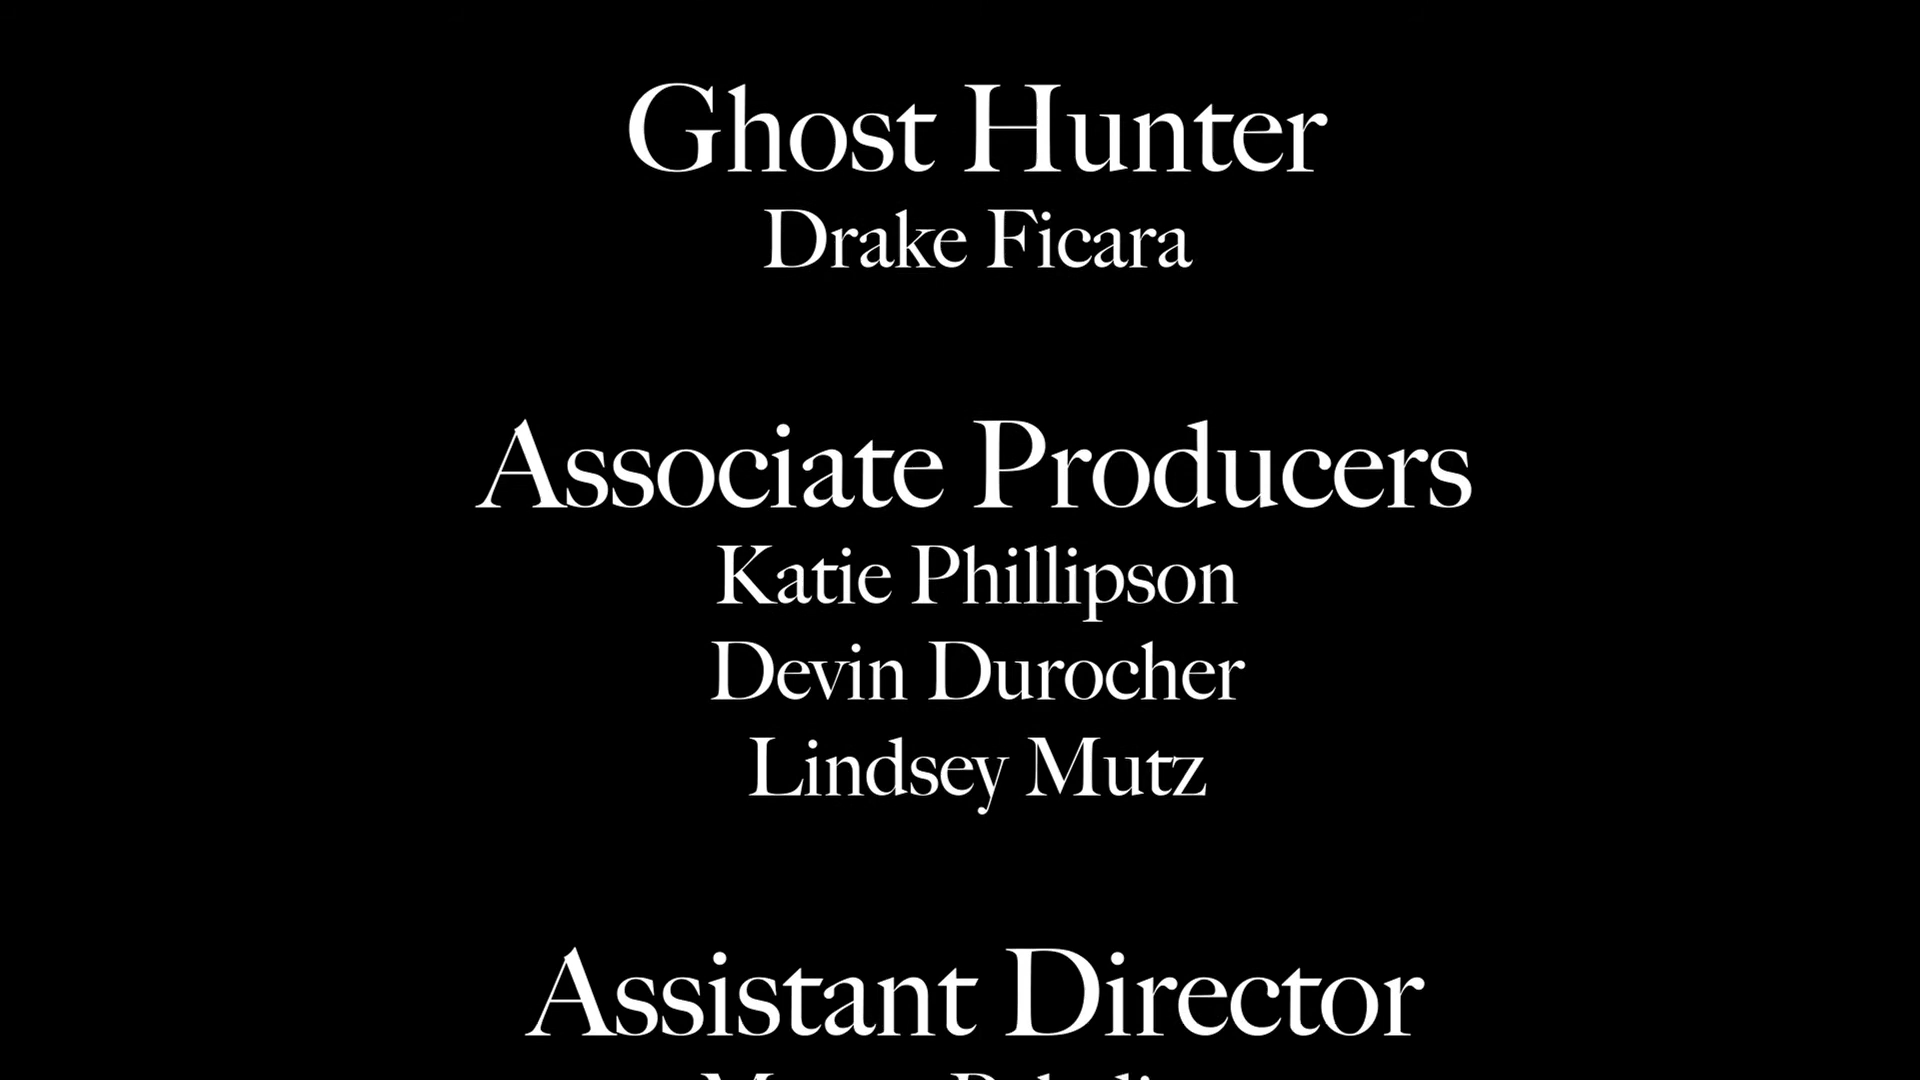 Ghost Hunter
Drake Ficara
Associate Producers
Katie Phillipson
Devin Durocher
Lindsey Mutz
Assistant Director